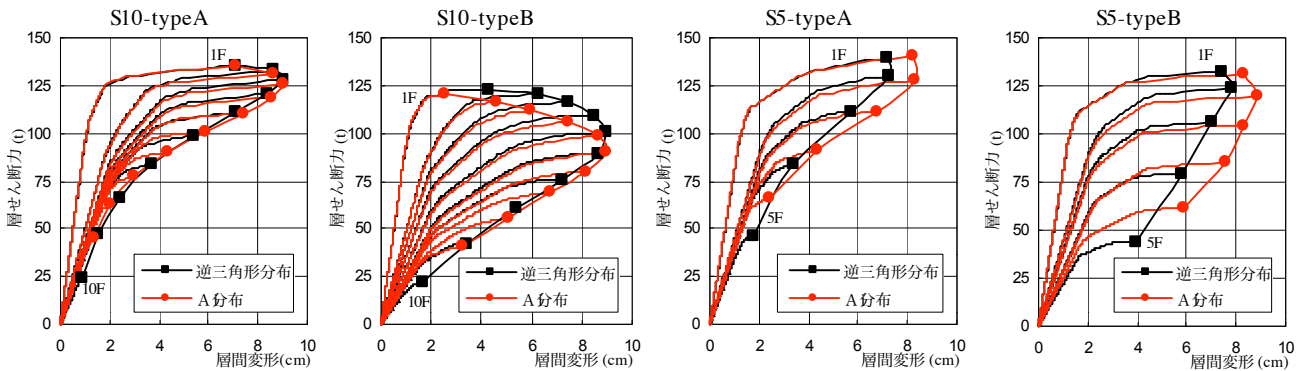 S10-typeA
150
125
100
75
50
25
0
0 2 4 6 8 10
層せん断力 (t)
層間変形(cm)
1F
10F
逆三角形分布
A分布
S10-typeB
150
125
100
75
50
25
0
0 2 4 6 8 10
層せん断力 (t)
層間変形 (cm)
1F
10F
逆三角形分布
A分布
S5-typeA
150
125
100
75
50
25
0
0 2 4 6 8 10
層せん断力 (t)
層間変形 (cm)
1F
5F
逆三角形分布
A分布
S5-typeB
150
125
100
75
50
25
0
0 2 4 6 8 10
層せん断力 (t)
層間変形 (cm)
1F
5F
逆三角形分布
A分布